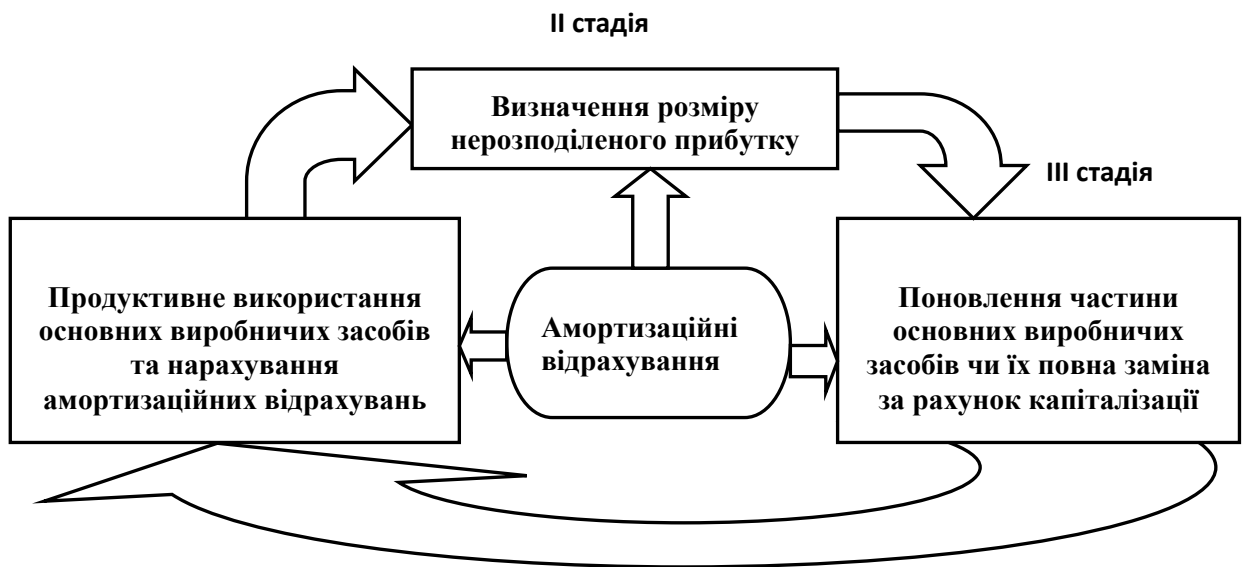 II стадія
Визначення розміру
нерозподіленого прибутку
III стадія
Продуктивне використання
основних виробничих засобів
та нарахування
амортизаційних відрахувань
Амортизаційні
відрахування
Поновлення частини
основних виробничих
засобів чи їх повна заміна
за рахунок капіталізації